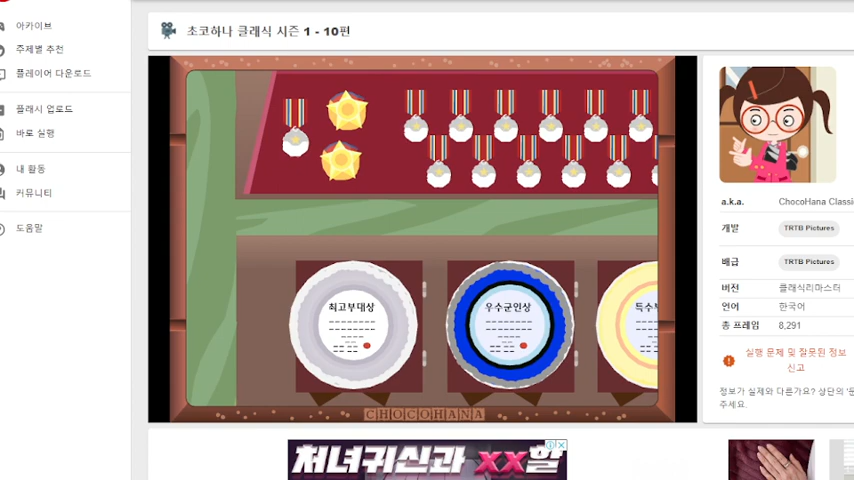 아카이브
주제별 추천
플레이어 다운로드
플래시 업로드
바로 실행
내 활동
커뮤니티
도움말
초코하나 클래식 시즌 1 - 10편
최고부대상
우수군인상
특수부
CHOCOHANA
a.k.a. ChocoHana Classic
개발 TRTB Pictures
배급 TRTB Pictures
버전 클래식리마스터
언어 한국어
총 프레임 8,291
실행 문제 및 잘못된 정보
신고
정보가 실제와 다른가요? 상단의
주세요.
처녀귀신과 xx할